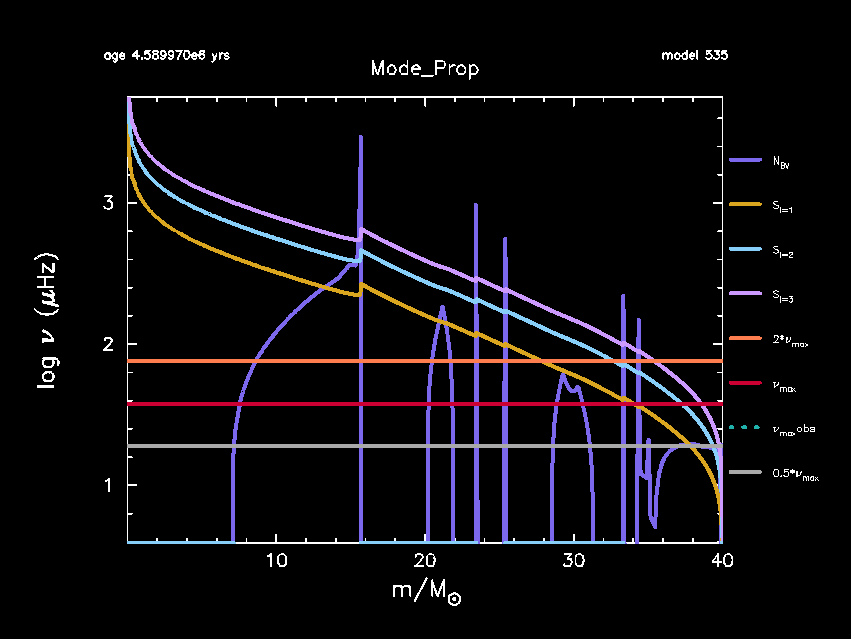 age 4.589970e6 yrs
model 535
Mode_Prop
log ν (μHz)
3
2
1
10
20
30
40
m/M⊙
N_BV
S_l=1
S_l=2
S_l=3
2*ν_max
ν_max
ν_max obs
0.5*ν_max